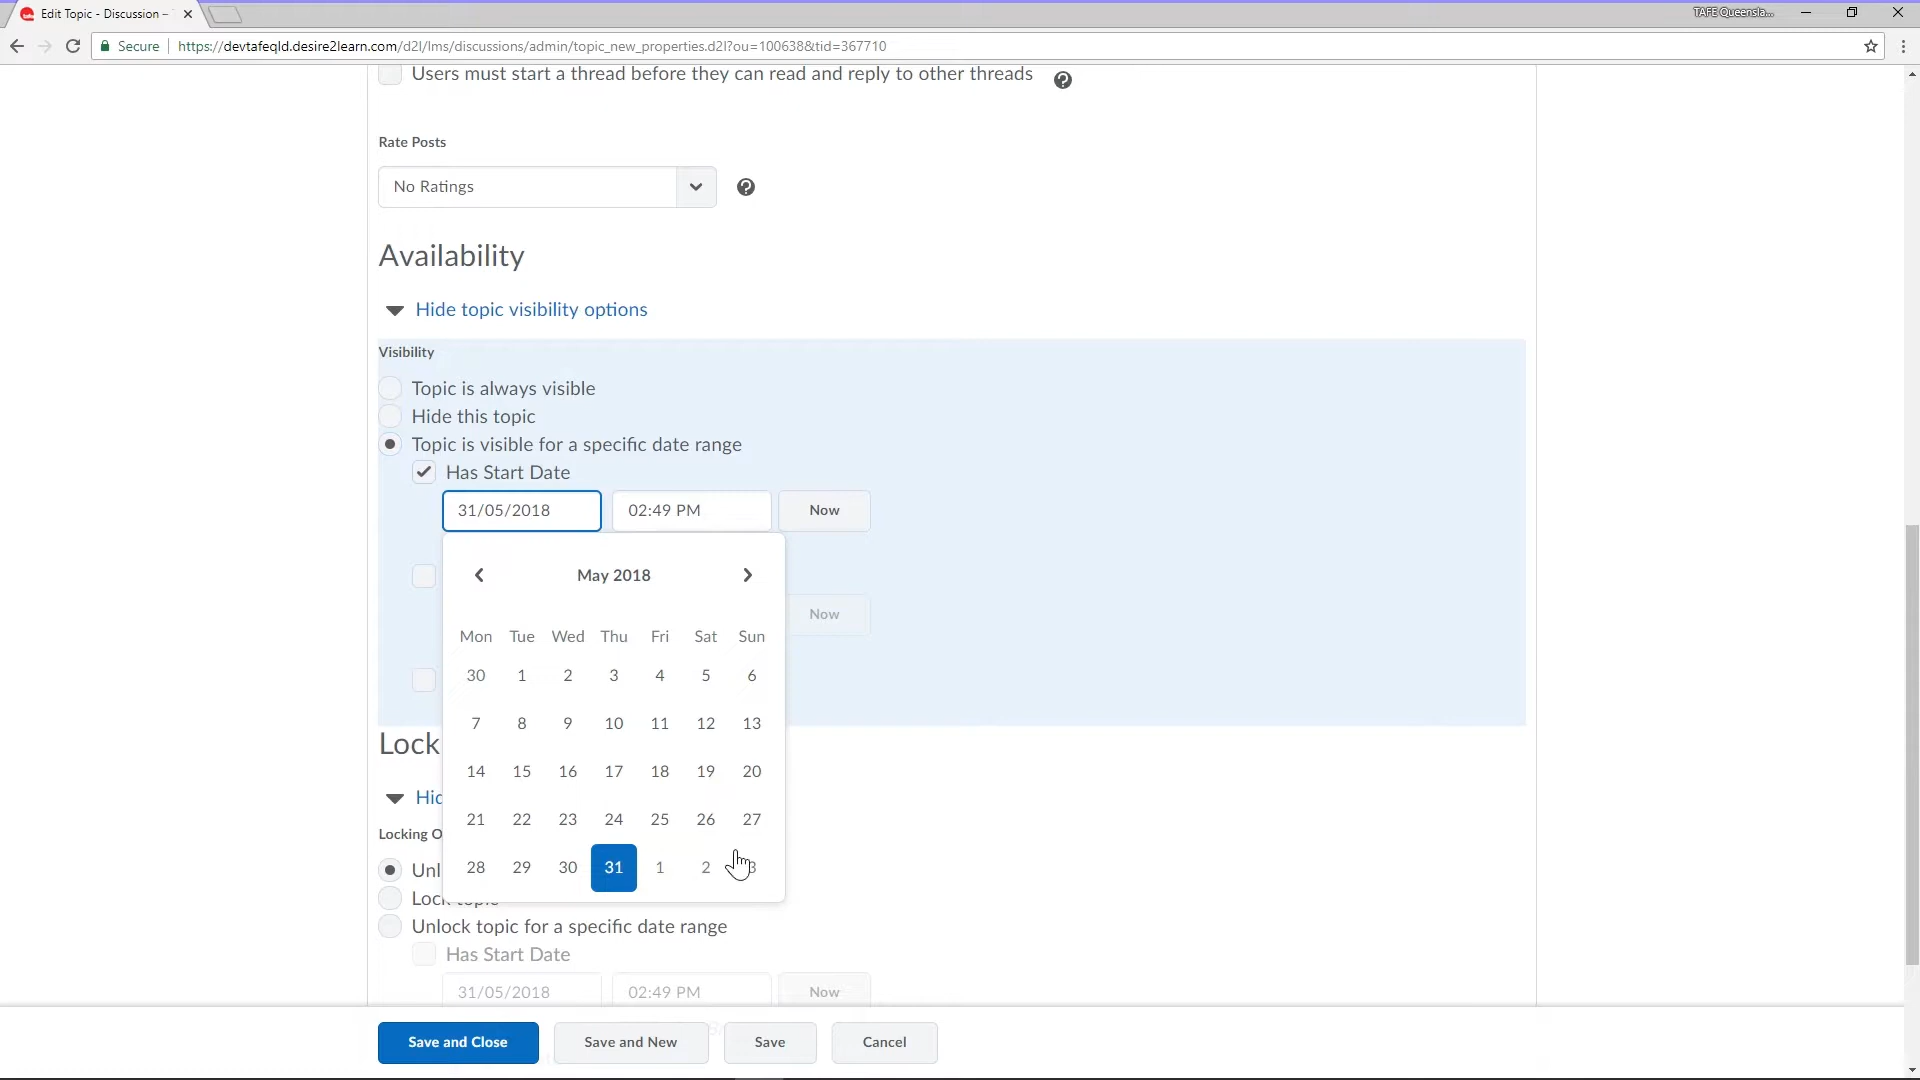 Edit Topic - Discussion –
TAFE Queensla...
Secure https://devtafeqld.desire2learn.com/d2l/lms/discussions/admin/topic_new_properties.d2l?ou=100638&tid=367710
Users must start a thread before they can read and reply to other threads
Rate Posts
No Ratings
Availability
Hide topic visibility options
Visibility
Topic is always visible
Hide this topic
Topic is visible for a specific date range
Has Start Date
31/05/2018 02:49 PM Now
May 2018
Now
Mon Tue Wed Thu Fri Sat Sun
30 1 2 3 4 5 6
7 8 9 10 11 12 13
Lock
14 15 16 17 18 19 20
Hid
21 22 23 24 25 26 27
Locking O
28 29 30 31 1 2 3
Unl
Lock topic
Unlock topic for a specific date range
Has Start Date
31/05/2018 02:49 PM Now
Save and Close Save and New Save Cancel